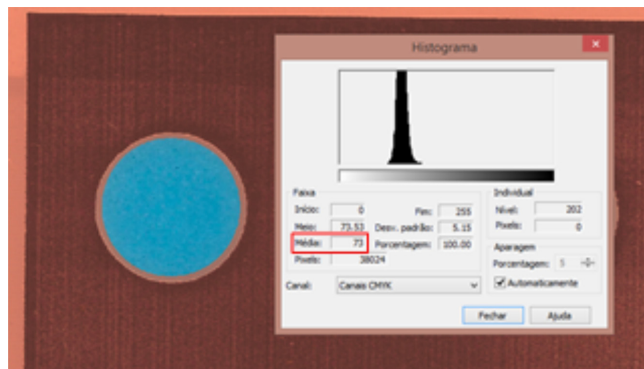 Histograma
Faixa
Início: 0 Fim: 255
Meio: 73.53 Desv. padrão: 5.15
Média: 73 Porcentagem: 100.00
Pixels: 38024
Individual
Nível: 202
Pixels: 0
Aparagem
Porcentagem: 5
Automaticamente
Canal: Canais CMYK
Fechar Ajuda